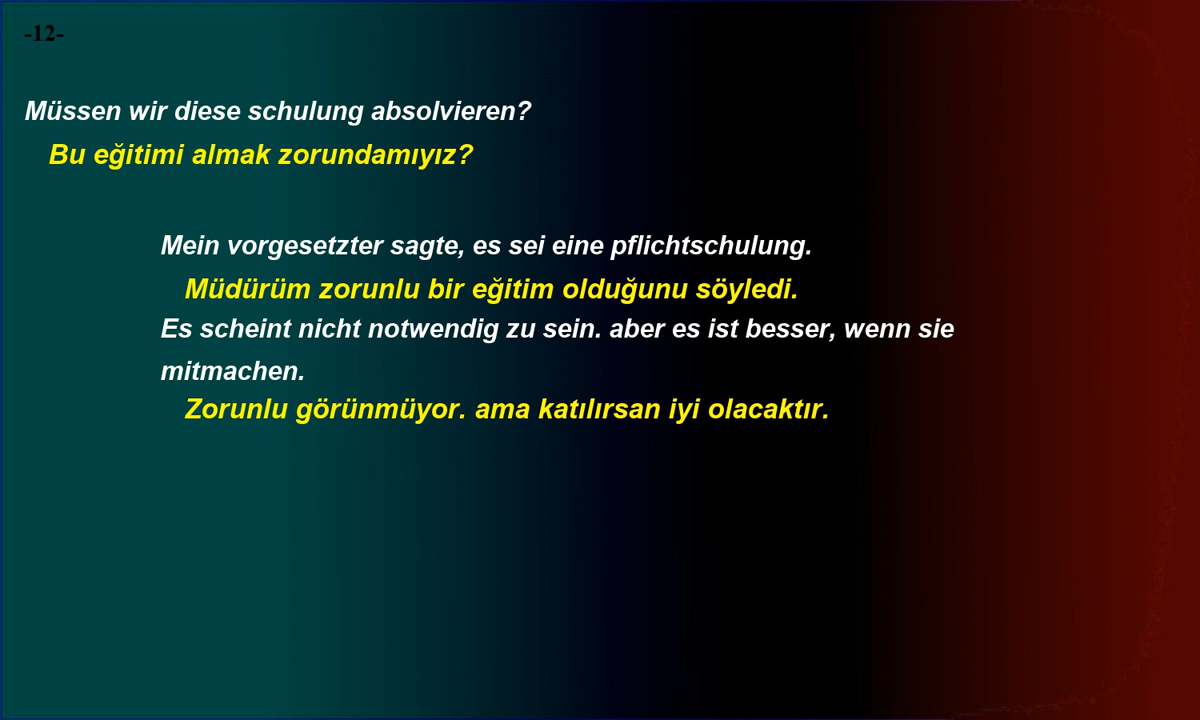 -12-
Müssen wir diese schulung absolvieren?
Bu eğitimi almak zorundamıyız?
Mein vorgesetzter sagte, es sei eine pflichtschulung.
Müdürüm zorunlu bir eğitim olduğunu söyledi.
Es scheint nicht notwendig zu sein. aber es ist besser, wenn sie
mitmachen.
Zorunlu görünmüyor. ama katılırsan iyi olacaktır.